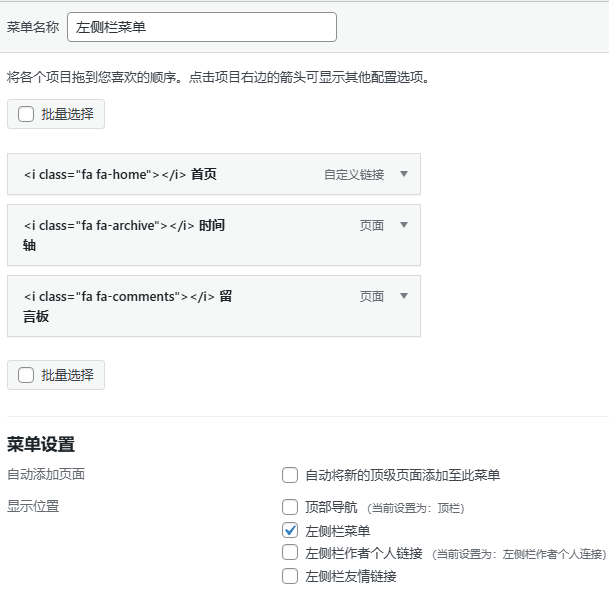 菜单名称 左侧栏菜单
将各个项目拖到您喜欢的顺序。点击项目右边的箭头可显示其他配置选项。
批量选择
<i class="fa fa-home"></i> 首页 自定义链接
<i class="fa fa-archive"></i> 时间 页面
轴
<i class="fa fa-comments"></i> 留 页面
言板
批量选择
菜单设置
自动添加页面 自动将新的顶级页面添加至此菜单
显示位置 顶部导航 (当前设置为：顶栏)
左侧栏菜单
左侧栏作者个人链接 (当前设置为：左侧栏作者个人连接)
左侧栏友情链接